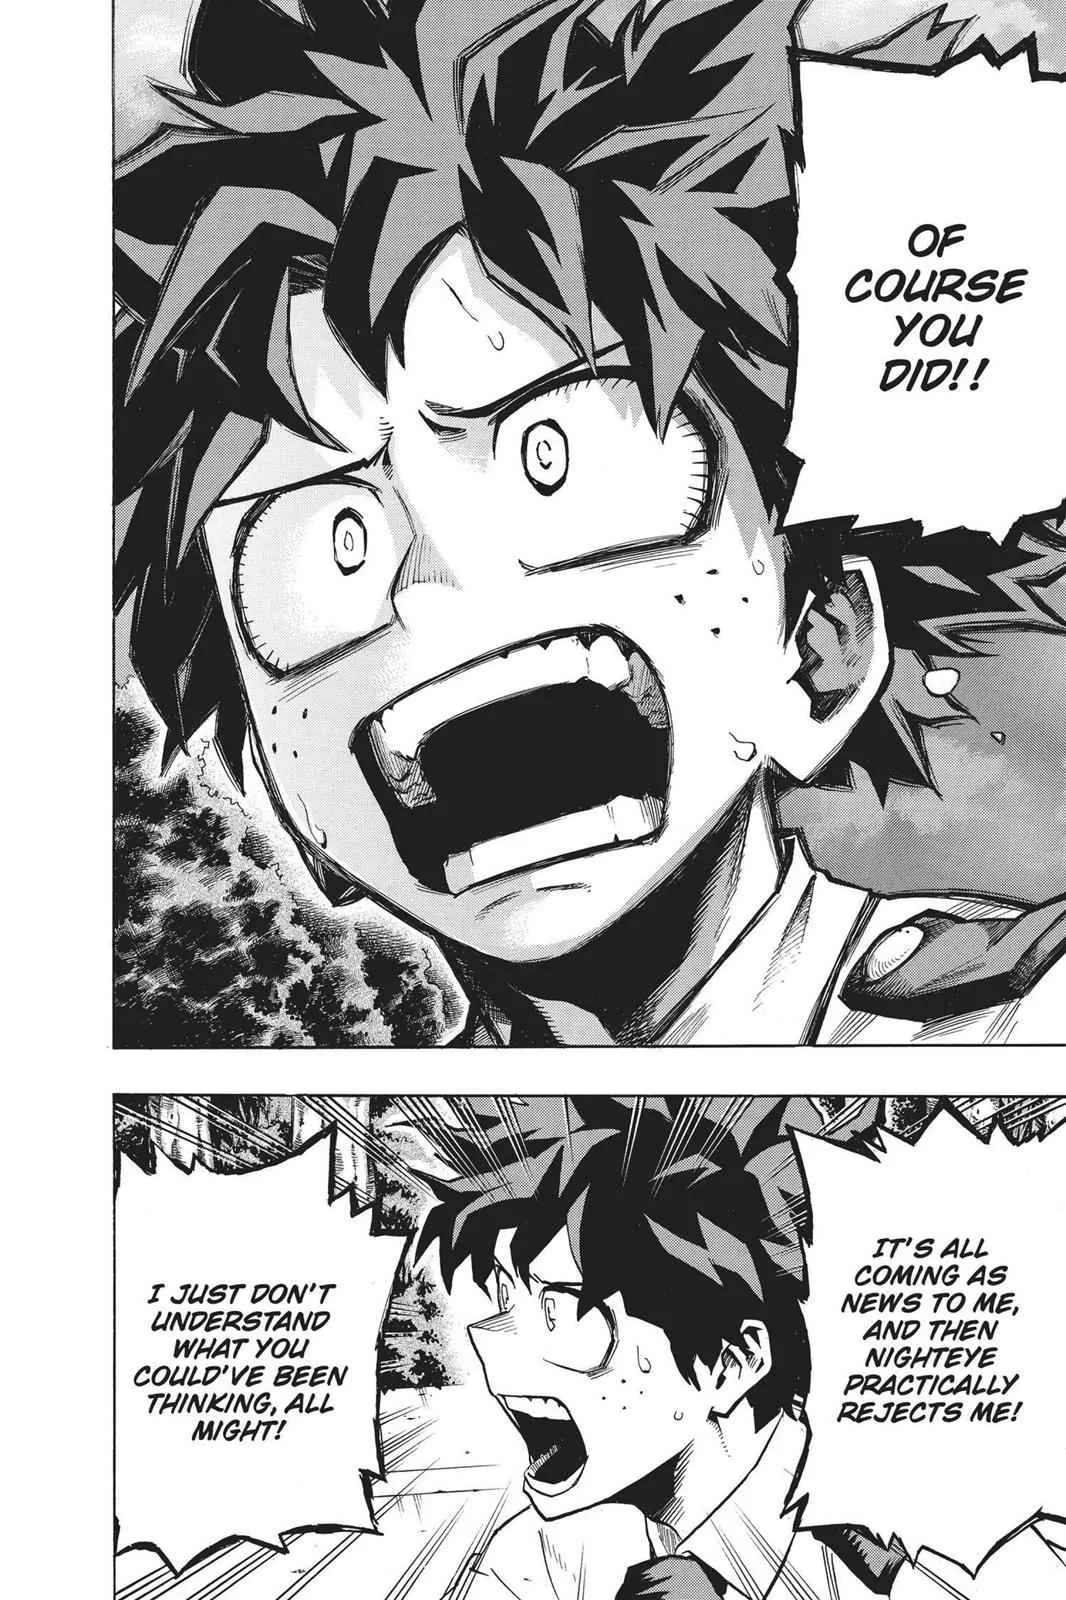 OF
COURSE
YOU
DID!!
IT'S ALL
COMING AS
NEWS TO ME,
AND THEN
NIGHTEYE
PRACTICALLY
REJECTS ME!
I JUST DON'T
UNDERSTAND
WHAT YOU
COULD'VE BEEN
THINKING, ALL
MIGHT!